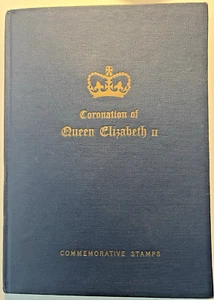 Coronation of
Queen Elizabeth II
COMMEMORATIVE STAMPS